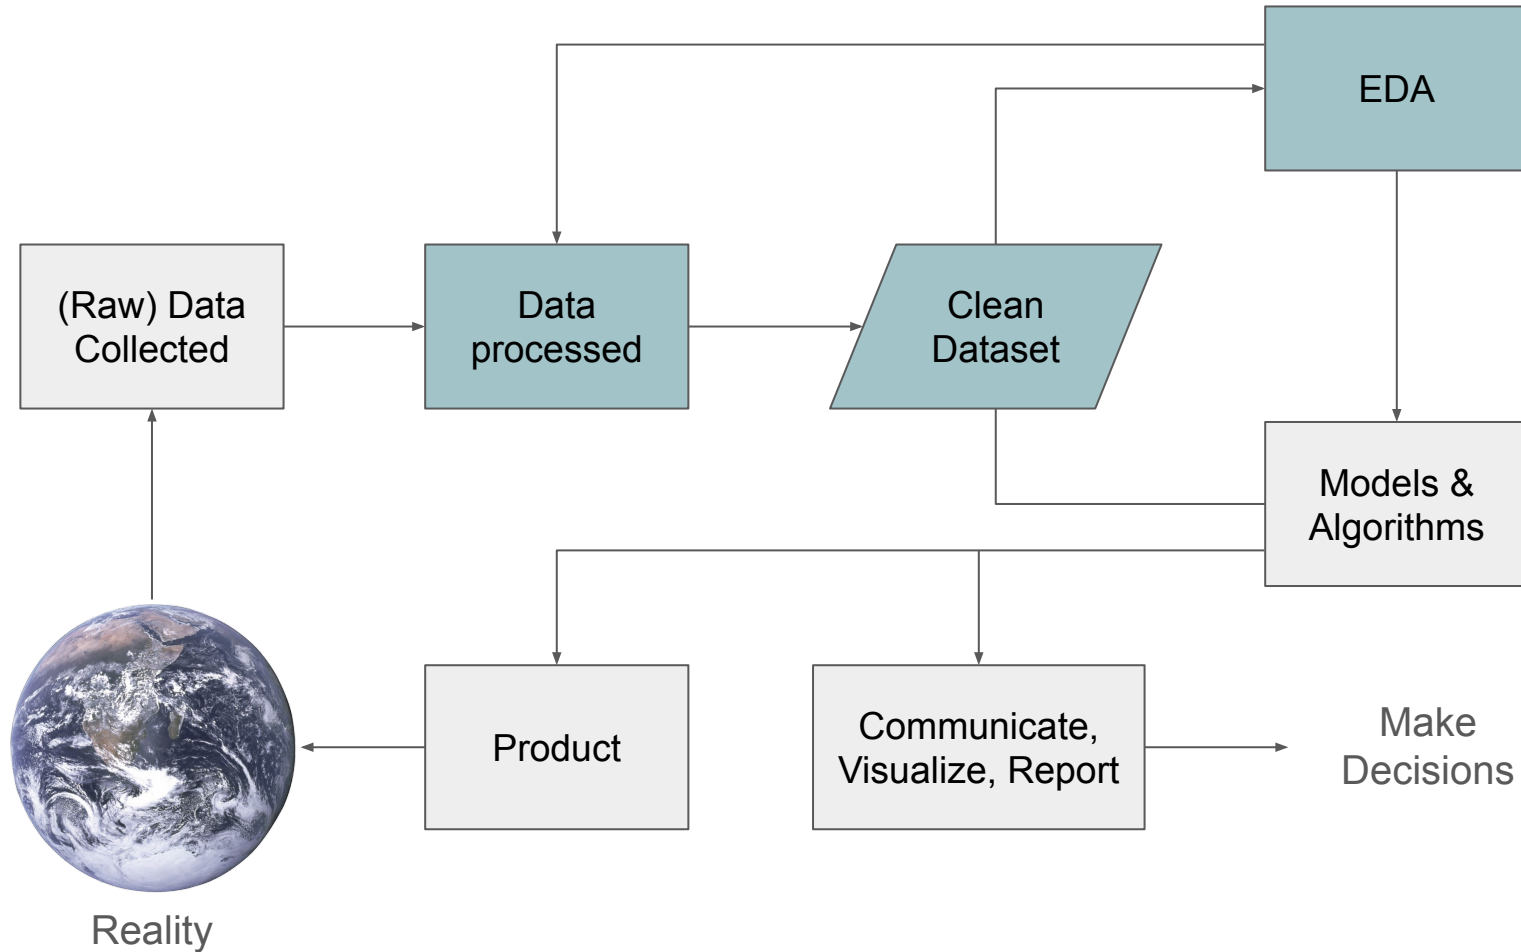 EDA
(Raw) Data
Collected
Data
processed
Clean
Dataset
Models &
Algorithms
Product
Communicate,
Visualize, Report
Make
Decisions
Reality